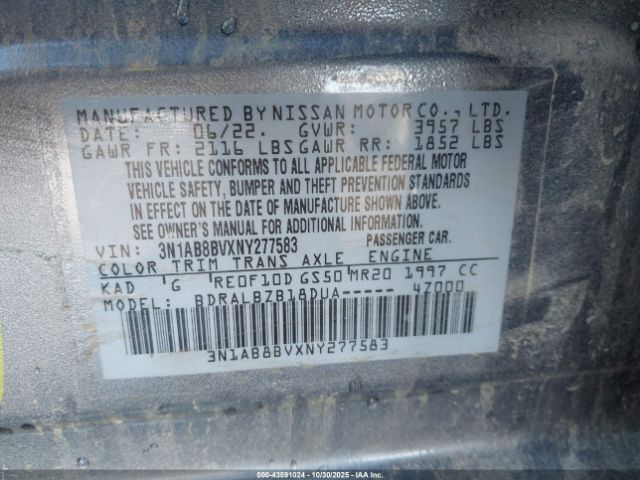 MANUFACTURED BY NISSAN MOTOR CO., LTD.
DATE: 06/22. GVWR: 3957 LBS
GAWR FR: 2116 LBS GAWR RR: 1852 LBS
THIS VEHICLE CONFORMS TO ALL APPLICABLE FEDERAL MOTOR
VEHICLE SAFETY, BUMPER AND THEFT PREVENTION STANDARDS
IN EFFECT ON THE DATE OF MANUFACTURE SHOWN ABOVE.
SEE OWNER'S MANUAL FOR ADDITIONAL INFORMATION.
VIN: 3N1AB8BVXNY277583 PASSENGER CAR.
COLOR TRIM TRANS AXLE ENGINE
KAD G RE0F10D GS50 MR20 1997 CC
MODEL: BDRALBZB18DUA----- 4Z000
3N1AB8BVXNY277583
000-43591024 - 10/30/2025 - IAA Inc.